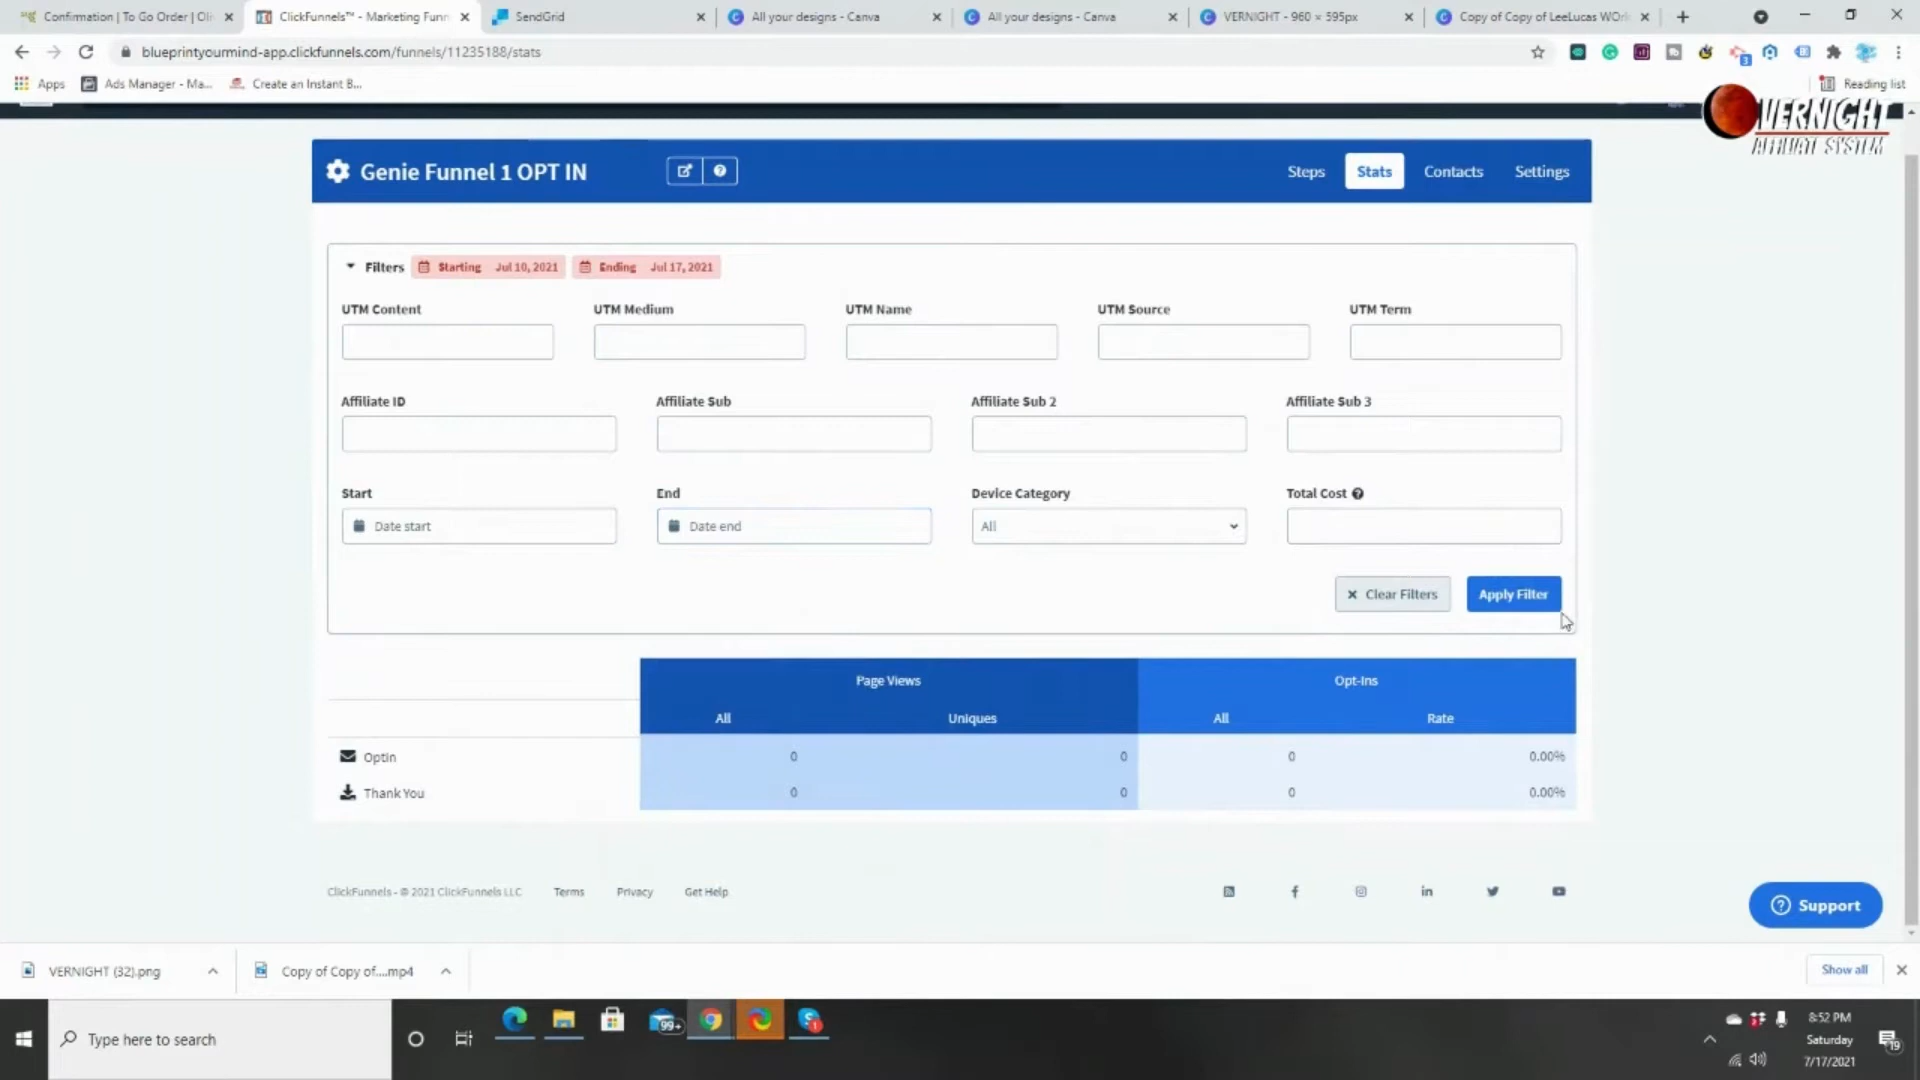 Confirmation | To Go Order | Oli
ClickFunnels™ - Marketing Funn
SendGrid
All your designs - Canva
All your designs - Canva
VERNIGHT - 960 × 595px
Copy of Copy of LeeLucas WOr
blueprintyourmind-app.clickfunnels.com/funnels/11235188/stats
Apps
Ads Manager - Ma...
Create an Instant B...
Reading list
VERNIGHT
AFFILIATE SYSTEM
Genie Funnel 1 OPT IN
Steps
Stats
Contacts
Settings
Filters
Starting Jul 10, 2021
Ending Jul 17, 2021
UTM Content
UTM Medium
UTM Name
UTM Source
UTM Term
Affiliate ID
Affiliate Sub
Affiliate Sub 2
Affiliate Sub 3
Start
End
Device Category
Total Cost
Date start
Date end
All
Clear Filters
Apply Filter
Page Views
Opt-Ins
All
Uniques
All
Rate
Optin
0
0
0
0.00%
Thank You
0
0
0
0.00%
ClickFunnels - © 2021 ClickFunnels LLC
Terms
Privacy
Get Help
Support
VERNIGHT (32).png
Copy of Copy of....mp4
Show all
Type here to search
99+
8:52 PM
Saturday
7/17/2021
19